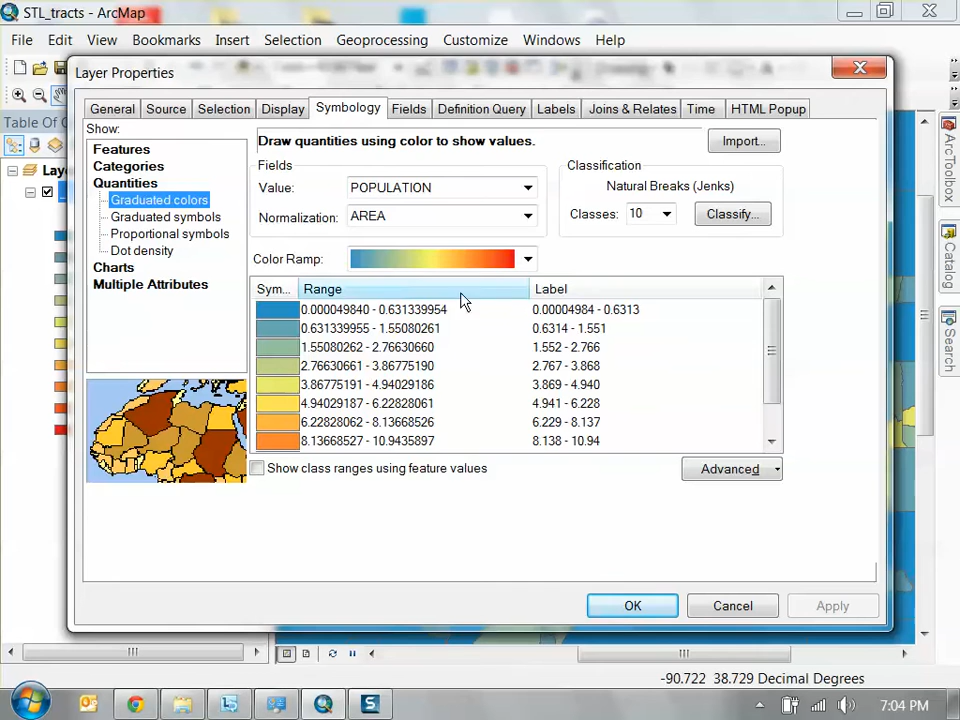 STL_tracts - ArcMap
File Edit View Bookmarks Insert Selection Geoprocessing Customize Windows Help
Layer Properties
General Source Selection Display Symbology Fields Definition Query Labels Joins & Relates Time HTML Popup
Table Of
Lay
Show:
Features
Categories
Quantities
Graduated colors
Graduated symbols
Proportional symbols
Dot density
Charts
Multiple Attributes
Draw quantities using color to show values.
Import...
Fields
Value: POPULATION
Normalization: AREA
Classification
Natural Breaks (Jenks)
Classes: 10 Classify...
Color Ramp:
Sym... Range Label
0.000049840 - 0.631339954 0.00004984 - 0.6313
0.631339955 - 1.55080261 0.6314 - 1.551
1.55080262 - 2.76630660 1.552 - 2.766
2.76630661 - 3.86775190 2.767 - 3.868
3.86775191 - 4.94029186 3.869 - 4.940
4.94029187 - 6.22828061 4.941 - 6.228
6.22828062 - 8.13668526 6.229 - 8.137
8.13668527 - 10.9435897 8.138 - 10.94
Show class ranges using feature values
Advanced
OK Cancel Apply
ArcToolbox
Catalog
Search
-90.722 38.729 Decimal Degrees
7:04 PM